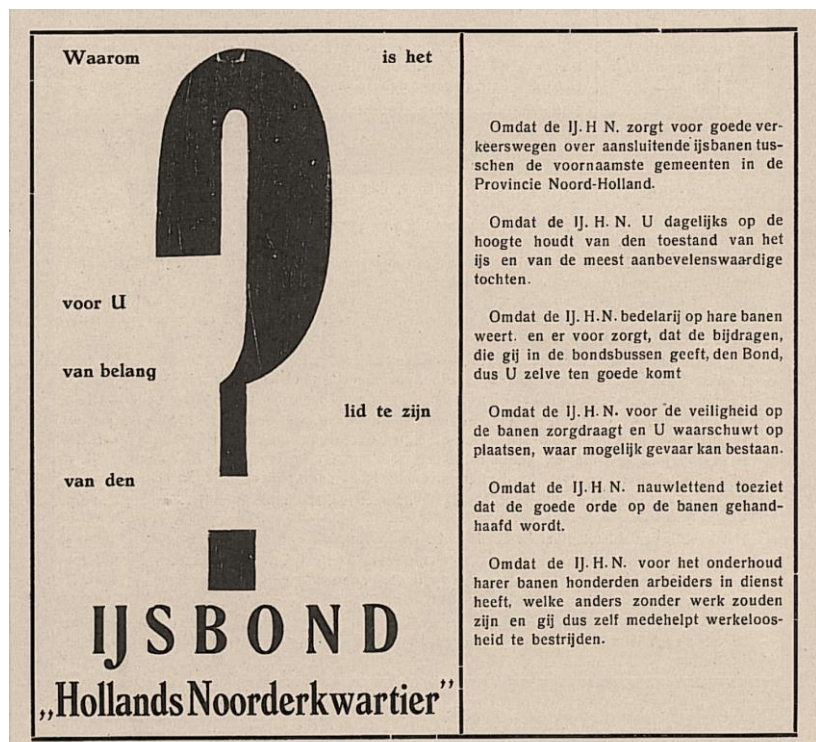 Waarom is het
?
voor U
van belang
lid te zijn
van den
IJSBOND
„Hollands Noorderkwartier”
Omdat de IJ. H N. zorgt voor goede ver-
keerswegen over aansluitende ijsbanen tus-
schen de voornaamste gemeenten in de
Provincie Noord-Holland.
Omdat de IJ. H. N. U dagelijks op de
hoogte houdt van den toestand van het
ijs en van de meest aanbevelenswaardige
tochten.
Omdat de IJ. H.N. bedelarij op hare banen
weert. en er voor zorgt, dat de bijdragen,
die gij in de bondsbussen geeft, den Bond,
dus U zelve ten goede komt
Omdat de IJ. H. N. voor de veiligheid op
de banen zorgdraagt en U waarschuwt op
plaatsen, waar mogelijk gevaar kan bestaan.
Omdat de IJ. H N. nauwlettend toeziet
dat de goede orde op de banen gehand-
haafd wordt.
Omdat de IJ. H. N. voor het onderhoud
harer banen honderden arbeiders in dienst
heeft, welke anders zonder werk zouden
zijn en gij dus zelf medehelpt werkeloos-
heid te bestrijden.